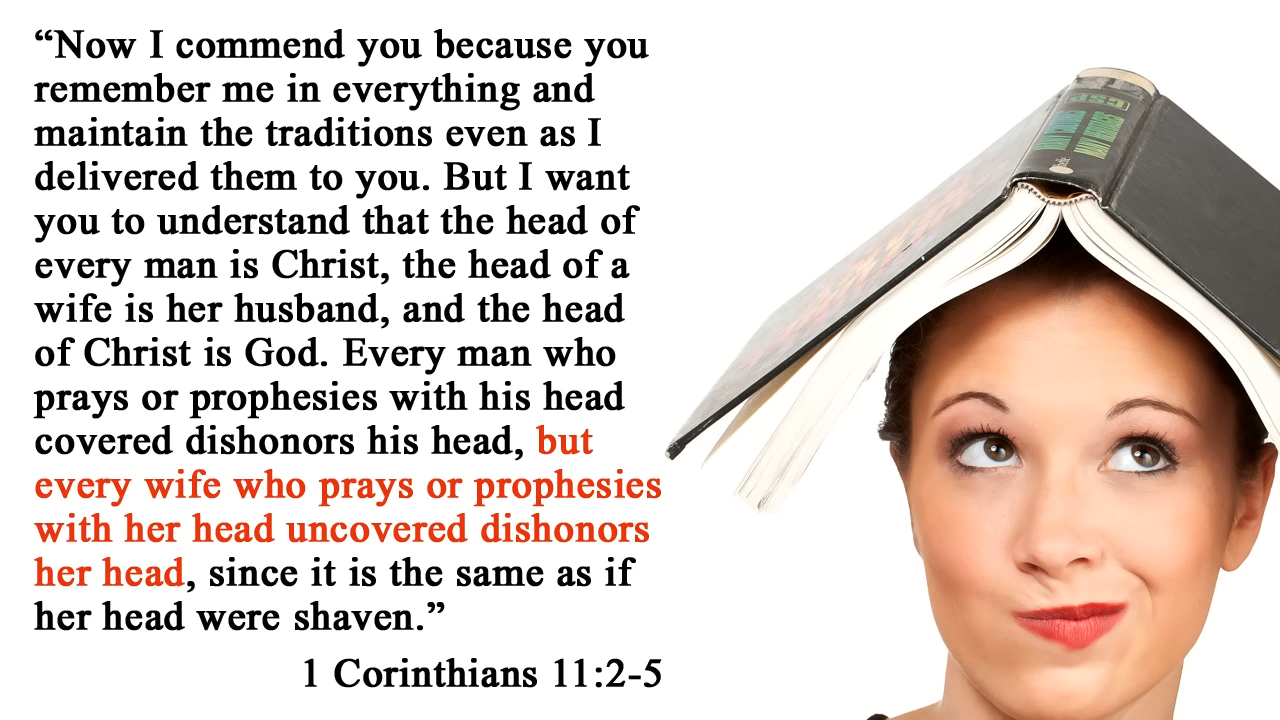 “Now I commend you because you
remember me in everything and
maintain the traditions even as I
delivered them to you. But I want
you to understand that the head of
every man is Christ, the head of a
wife is her husband, and the head
of Christ is God. Every man who
prays or prophesies with his head
covered dishonors his head, but
every wife who prays or prophesies
with her head uncovered dishonors
her head, since it is the same as if
her head were shaven.”
1 Corinthians 11:2-5